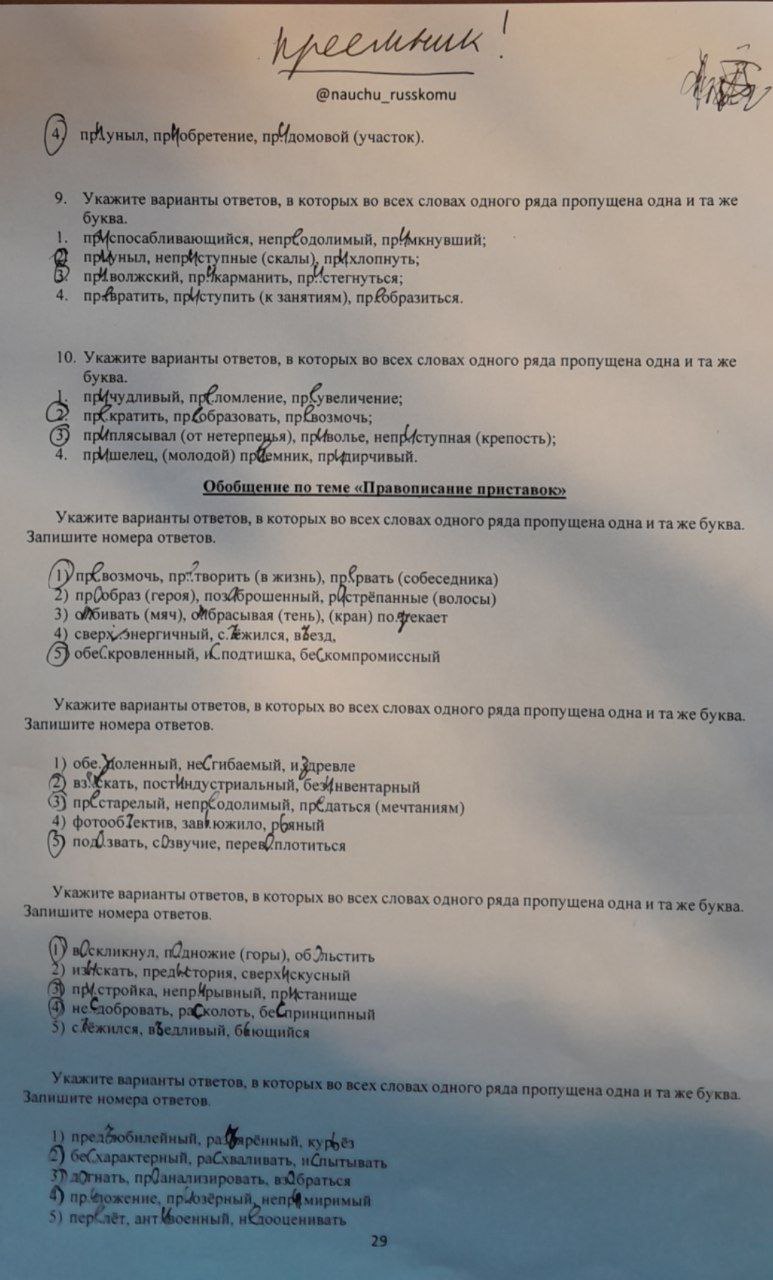 преемник!
@nauchu_russkomu
4. приуныл, приобретение, придомовой (участок).
9. Укажите варианты ответов, в которых во всех словах одного ряда пропущена одна и та же
буква.
1. приспосабливающийся, непреодолимый, примкнувший;
2. приуныл, неприступные (скалы), прихлопнуть;
3. приволжский, прикарманить, пристегнуться;
4. превратить, приступить (к занятиям), преобразиться.
10. Укажите варианты ответов, в которых во всех словах одного ряда пропущена одна и та же
буква.
1. причудливый, преломление, преувеличение;
2. прекратить, преобразовать, превозмочь;
3. приплясывал (от нетерпенья), приволье, неприступная (крепость);
4. пришелец, (молодой) преемник, придирчивый.
Обобщение по теме «Правописание приставок»
Укажите варианты ответов, в которых во всех словах одного ряда пропущена одна и та же буква.
Запишите номера ответов.
1) превозмочь, пр..творить (в жизнь), прервать (собеседника)
2) прообраз (героя), позаброшенный, растрёпанные (волосы)
3) отбивать (мяч), отбрасывая (тень), (кран) подтекает
4) сверх..энергичный, съёжился, въезд,
5) обескровленный, исподтишка, бескомпромиссный
Укажите варианты ответов, в которых во всех словах одного ряда пропущена одна и та же буква.
Запишите номера ответов.
1) обездоленный, несгибаемый, издревле
2) взыскать, постиндустриальный, безинвентарный
3) престарелый, непреодолимый, предаться (мечтаниям)
4) фотообъектив, завьюжило, рьяный
5) подозвать, созвучие, перевоплотиться
Укажите варианты ответов, в которых во всех словах одного ряда пропущена одна и та же буква.
Запишите номера ответов.
1) воскликнул, подножие (горы), обольстить
2) изыскать, предыстория, сверхискусный
3) пристройка, неприрывный, пристанище
4) несдобровать, расколоть, беспринципный
5) съёжился, въедливый, бьющийся
Укажите варианты ответов, в которых во всех словах одного ряда пропущена одна и та же буква.
Запишите номера ответов.
1) предъюбилейный, разъярённый, курьёз
2) бесхарактерный, расхваливать, испытывать
3) догнать, проанализировать, взобраться
4) пр..ложение, приозёрный, непримиримый
5) перелёт, антивоенный, недооценивать
29